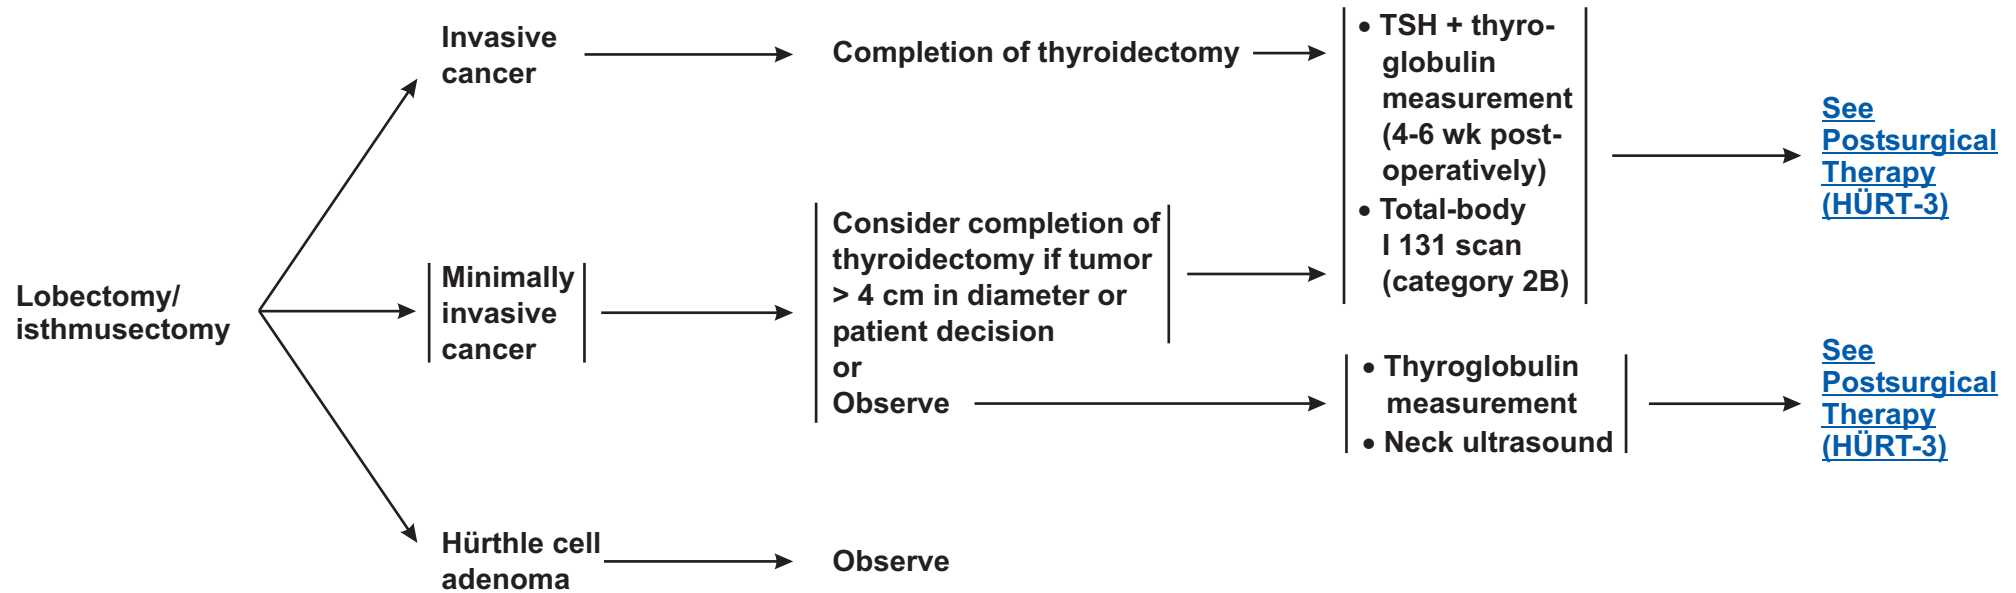 Lobectomy/
isthmusectomy
Invasive
cancer
Completion of thyroidectomy
• TSH + thyro-
globulin
measurement
(4-6 wk post-
operatively)
• Total-body
I 131 scan
(category 2B)
See
Postsurgical
Therapy
(HÜRT-3)
Minimally
invasive
cancer
Consider completion of
thyroidectomy if tumor
> 4 cm in diameter or
patient decision
or
Observe
• Thyroglobulin
measurement
• Neck ultrasound
See
Postsurgical
Therapy
(HÜRT-3)
Hürthle cell
adenoma
Observe